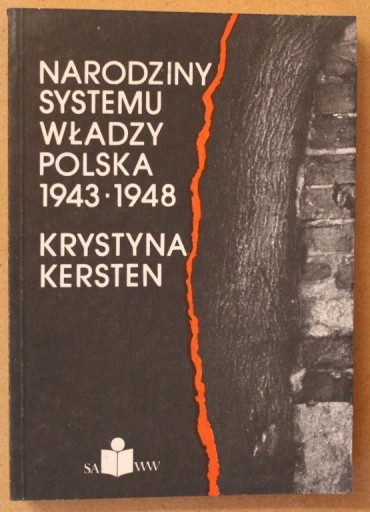 NARODZINY
SYSTEMU
WŁADZY
POLSKA
1943·1948
KRYSTYNA
KERSTEN
SA WW